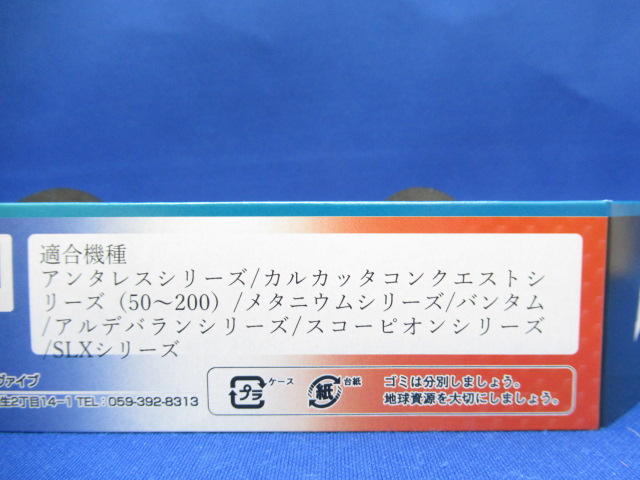 適合機種
アンタレスシリーズ/カルカッタコンクエストシ
リーズ（50〜200）/メタニウムシリーズ/バンタム
/アルデバランシリーズ/スコーピオンシリーズ
/SLXシリーズ
ヴァイブ
生2丁目14-1 TEL：059-392-8313
プラ ケース
紙 台紙
ゴミは分別しましょう。
地球資源を大切にしましょう。